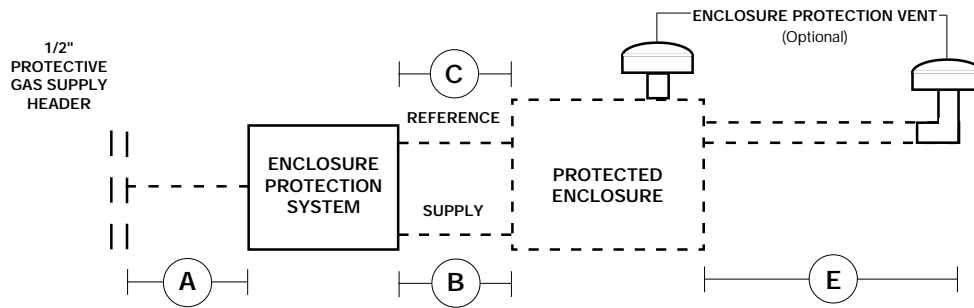 ENCLOSURE PROTECTION VENT
(Optional)
1/2"
PROTECTIVE
GAS SUPPLY
HEADER
C
REFERENCE
ENCLOSURE
PROTECTION
SYSTEM
PROTECTED
ENCLOSURE
SUPPLY
A
B
E